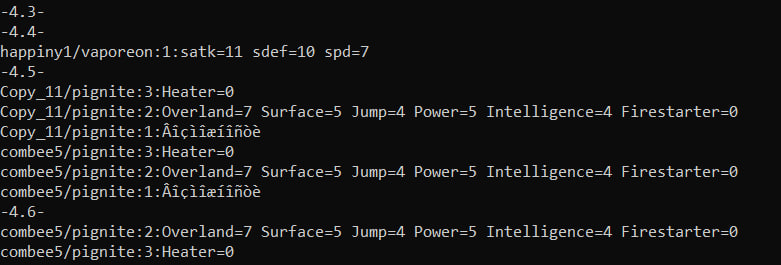 -4.3-
-4.4-
happiny1/vaporeon:1:satk=11 sdef=10 spd=7
-4.5-
Copy_11/pignite:3:Heater=0
Copy_11/pignite:2:Overland=7 Surface=5 Jump=4 Power=5 Intelligence=4 Firestarter=0
Copy_11/pignite:1:Âîçìîæíîñòè
combee5/pignite:3:Heater=0
combee5/pignite:2:Overland=7 Surface=5 Jump=4 Power=5 Intelligence=4 Firestarter=0
combee5/pignite:1:Âîçìîæíîñòè
-4.6-
combee5/pignite:2:Overland=7 Surface=5 Jump=4 Power=5 Intelligence=4 Firestarter=0
combee5/pignite:3:Heater=0